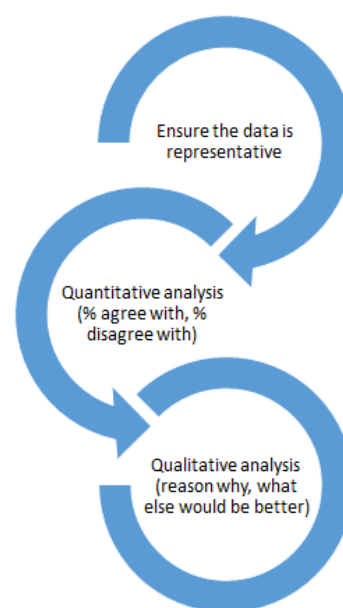 Ensure the data is
representative
Quantitative analysis
(% agree with, %
disagree with)
Qualitative analysis
(reason why, what
else would be better)